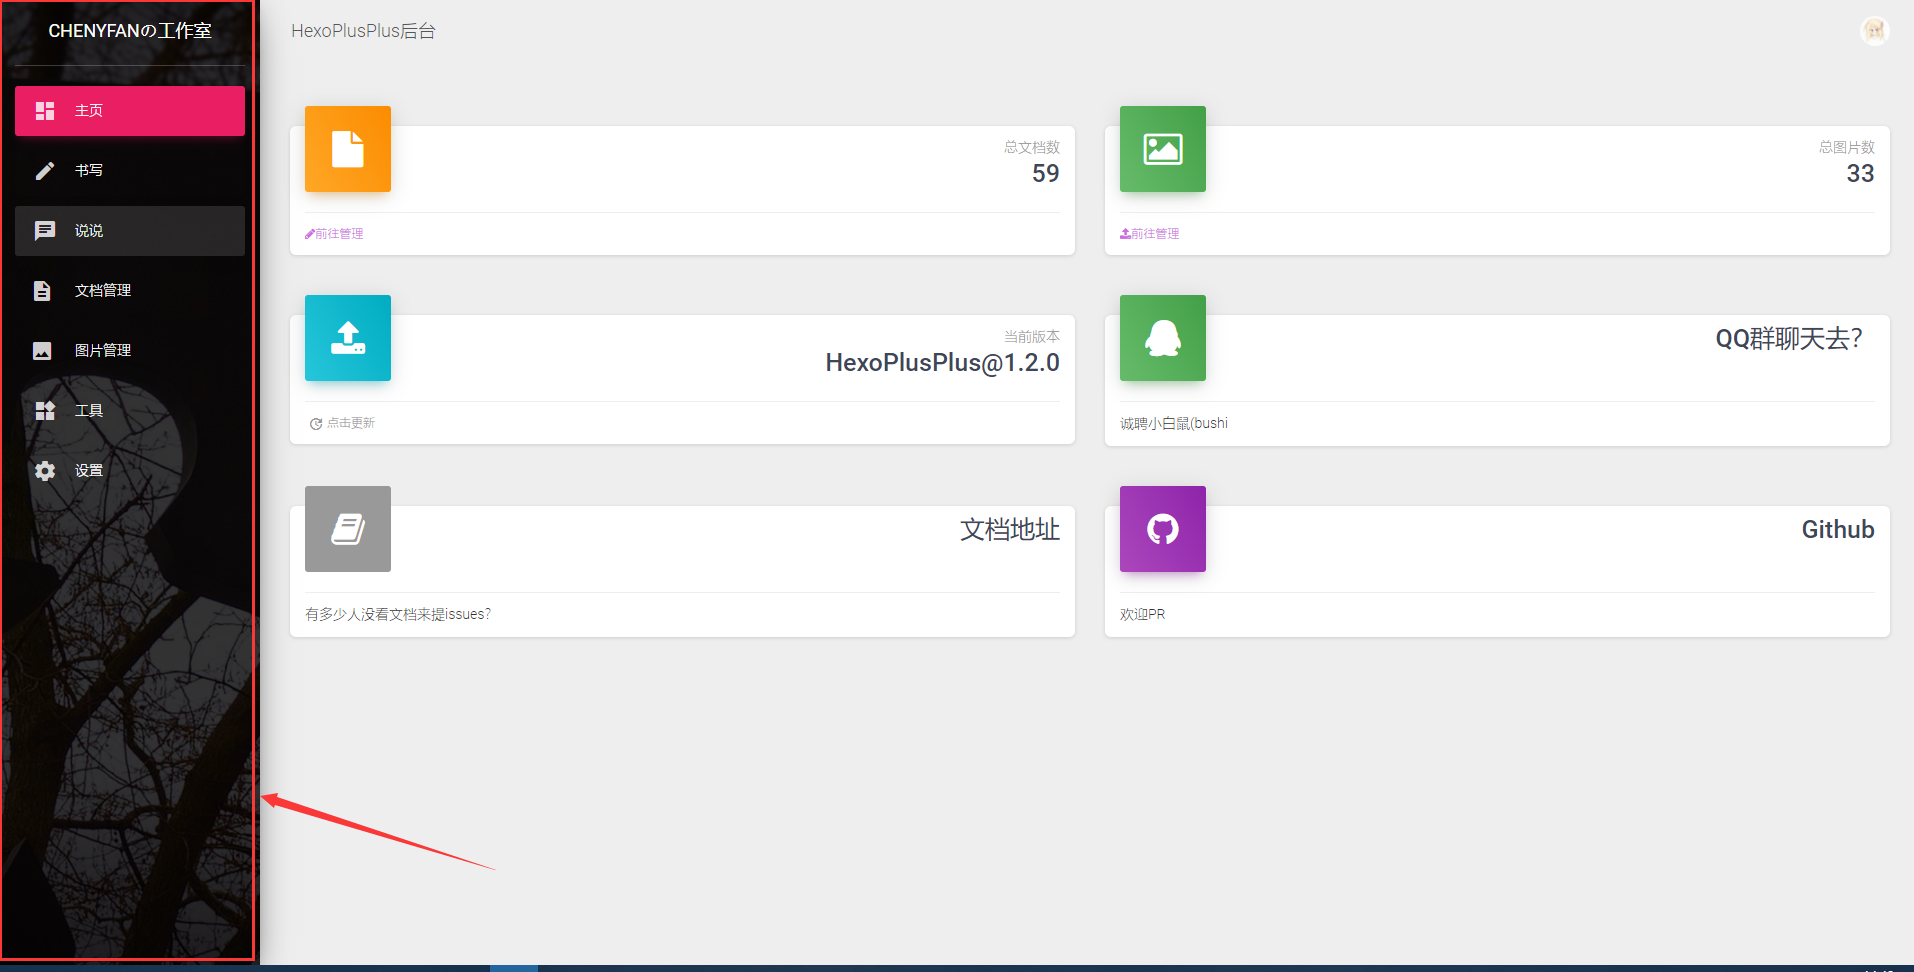 CHENYFANの工作室
主页
书写
说说
文档管理
图片管理
工具
设置
HexoPlusPlus后台
总文档数
59
前往管理
总图片数
33
前往管理
当前版本
HexoPlusPlus@1.2.0
点击更新
QQ群聊天去?
诚聘小白鼠(bushi
文档地址
有多少人没看文档来提issues?
Github
欢迎PR